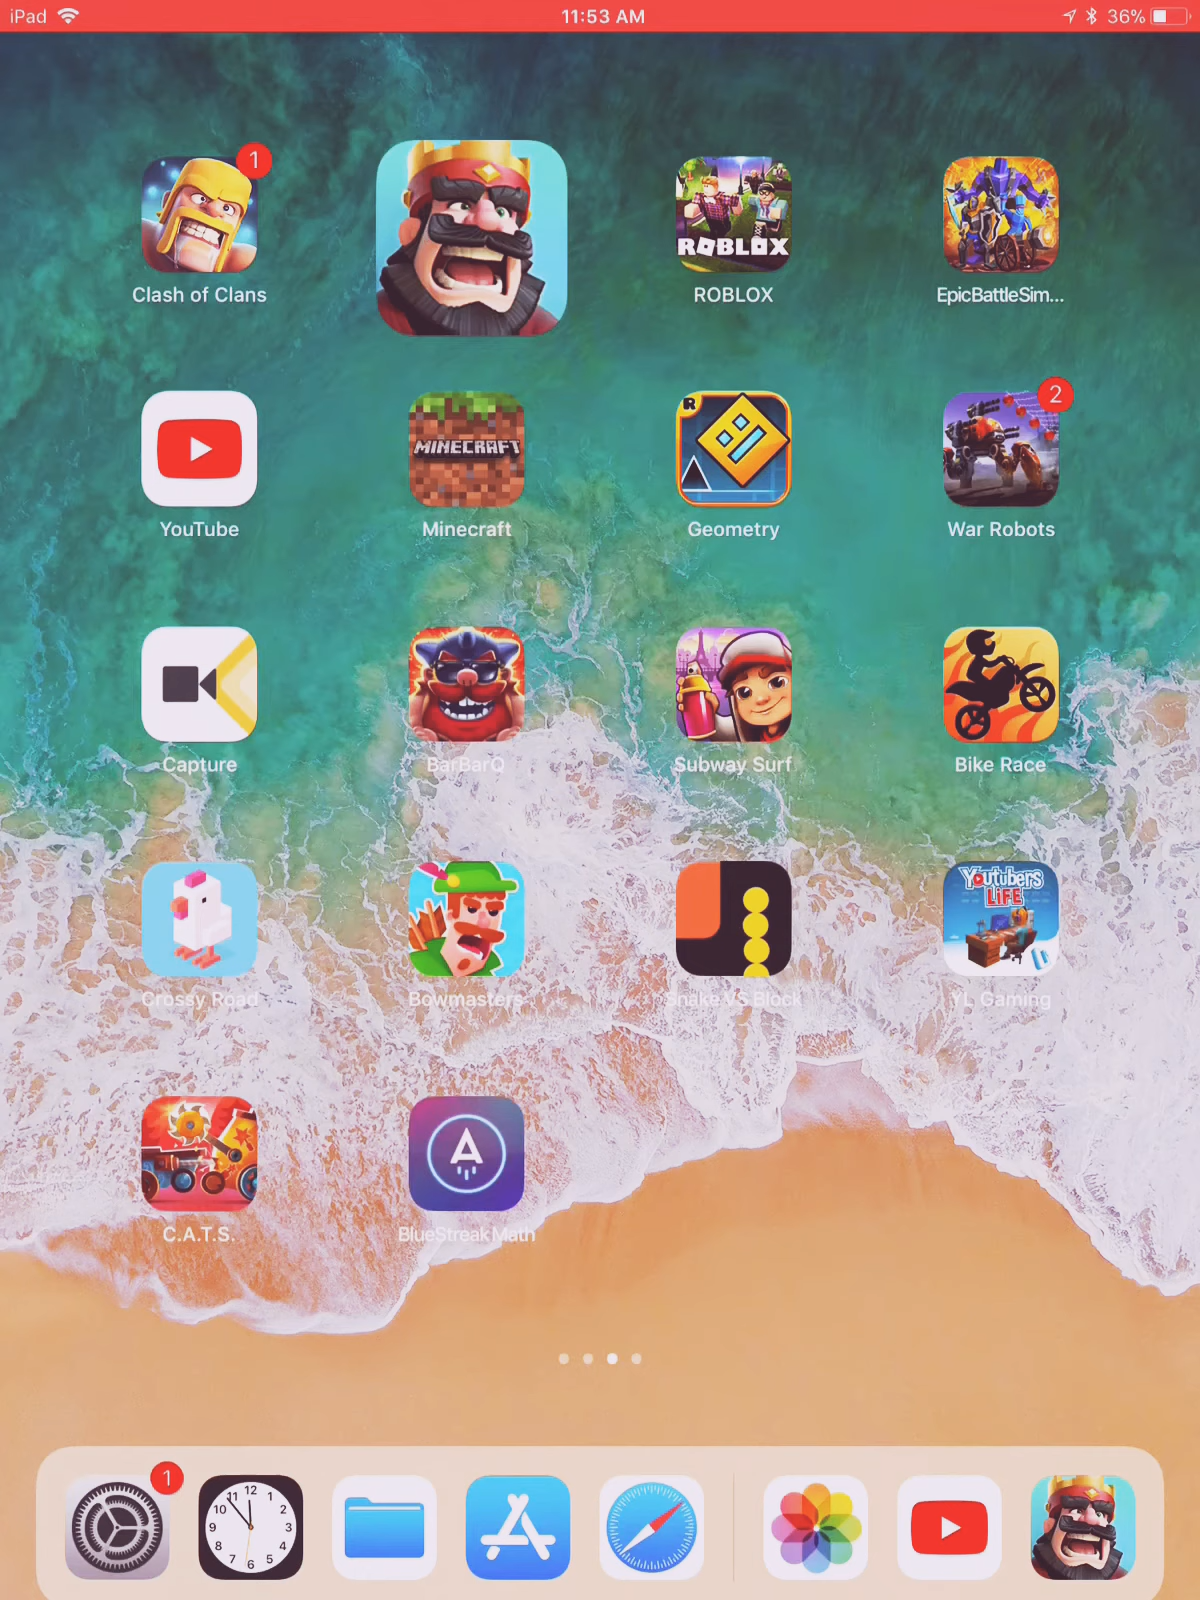 iPad 11:53 AM 36%
1
ROBLOX
Clash of Clans ROBLOX EpicBattleSim...
R 2
MINECRAFT
YouTube Minecraft Geometry War Robots
Capture BarBarQ Subway Surf Bike Race
Youtubers
LiFE
Crossy Road Bowmasters Snake VS Block YL Gaming
C.A.T.S. BlueStreak Math
1
12
11 1
10 2
9 3
8 4
7 5
6